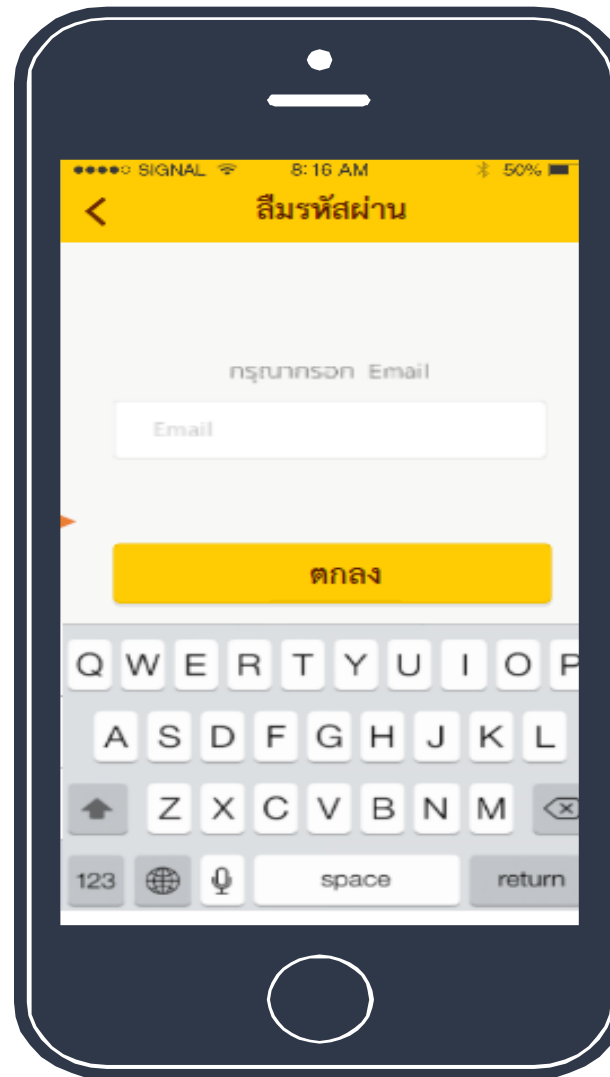 SIGNAL 8:16 AM 50%
ลืมรหัสผ่าน
กรุณากรอก Email
Email
ตกลง
Q W E R T Y U I O P
A S D F G H J K L
Z X C V B N M
123 space return